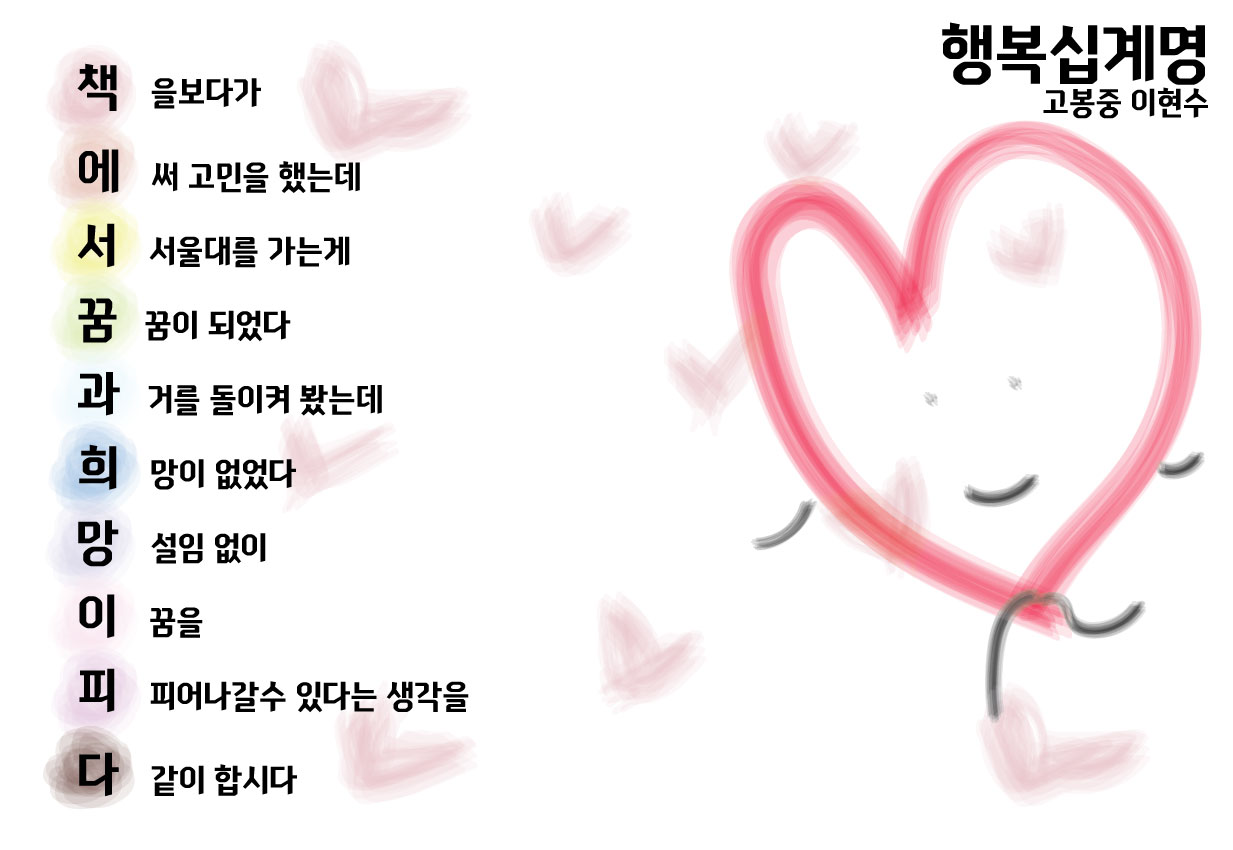 행복십계명
고봉중 이현수
책 을보다가
에 써 고민을 했는데
서 서울대를 가는게
꿈 꿈이 되었다
과 거를 돌이켜 봤는데
희 망이 없었다
망 설임 없이
이 꿈을
피 피어나갈수 있다는 생각을
다 같이 합시다